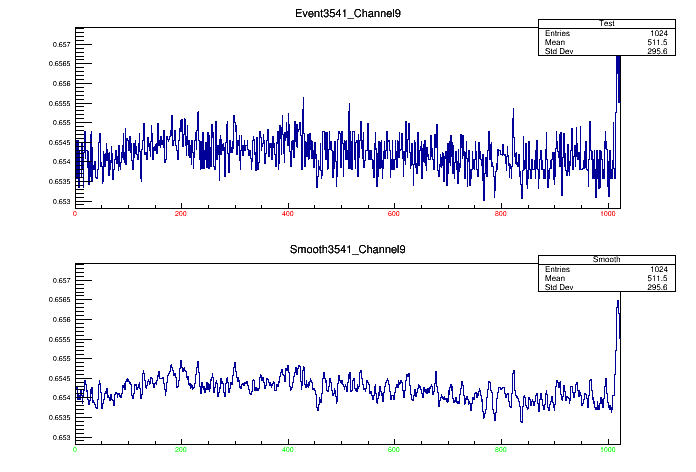 Event3541_Channel9
Test
Entries 1024
Mean 511.5
Std Dev 295.6
0.657
0.6565
0.656
0.6555
0.655
0.6545
0.654
0.6535
0.653
0 200 400 600 800 1000
Smooth3541_Channel9
Smooth
Entries 1024
Mean 511.5
Std Dev 295.6
0.657
0.6565
0.656
0.6555
0.655
0.6545
0.654
0.6535
0.653
0 200 400 600 800 1000